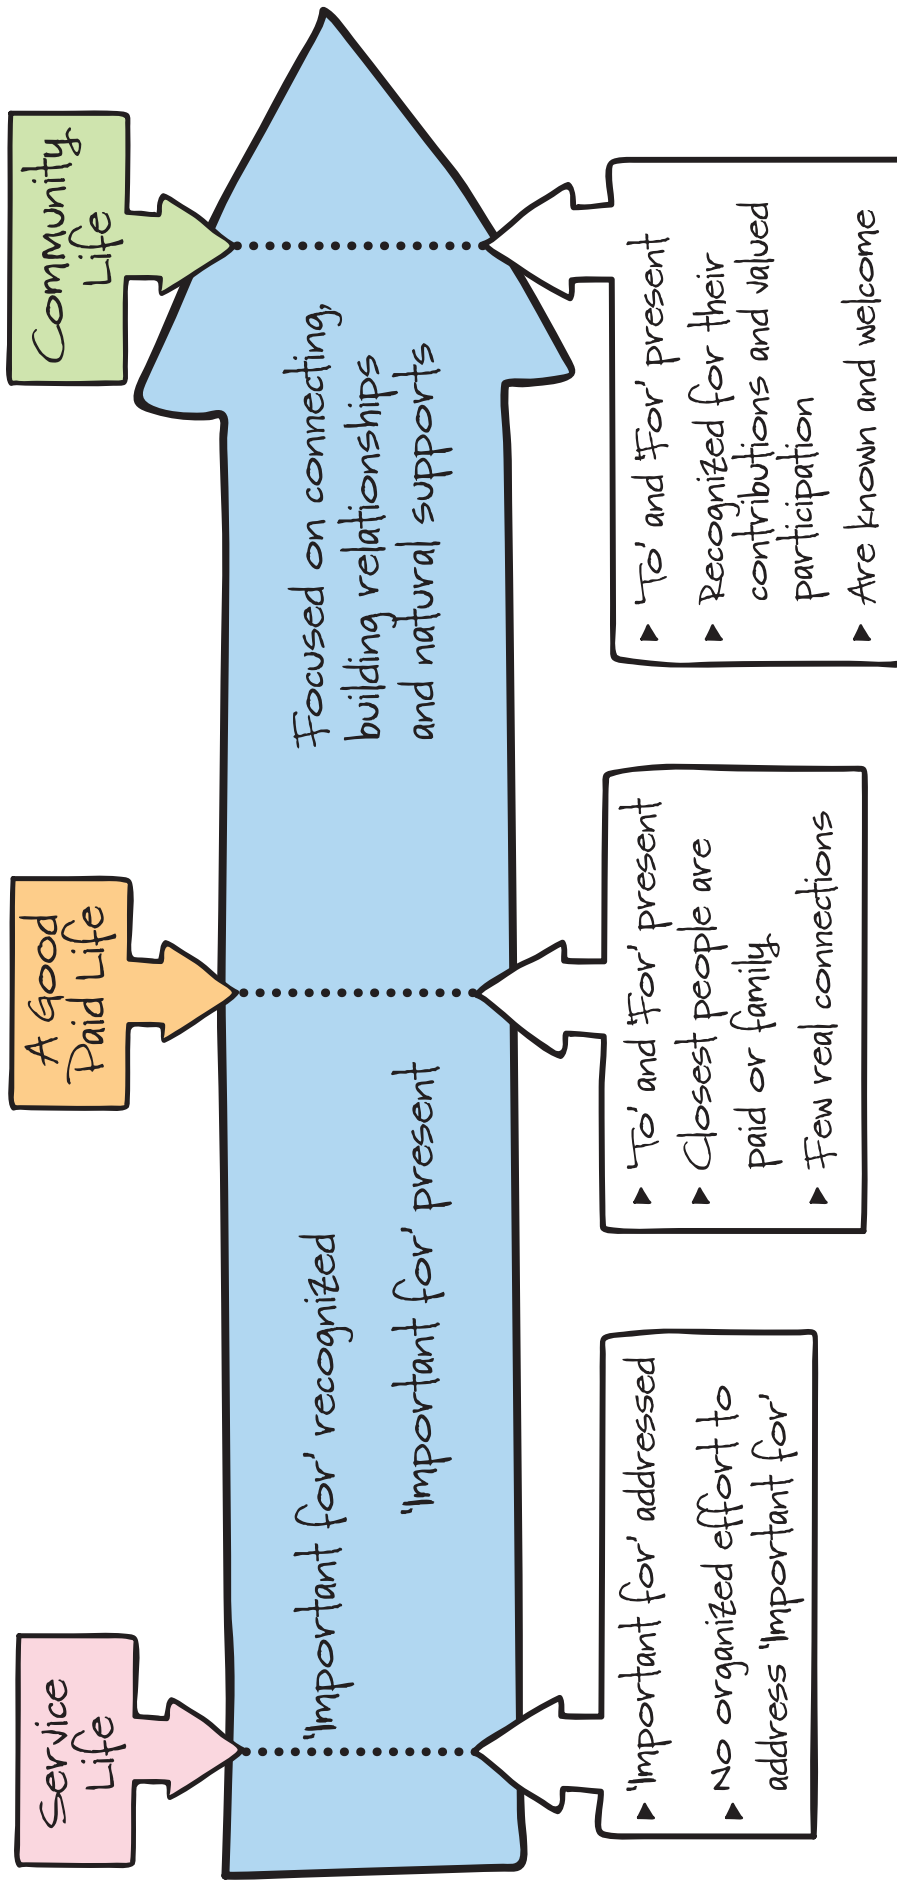 Service
Life
A Good
Paid Life
Community
Life
'Important for' recognized
'Important for' present
Focused on connecting,
building relationships
and natural supports
▶ 'Important for' addressed
▶ No organized effort to
address 'Important for'
▶ 'To' and 'For' present
▶ Closest people are
paid or family
▶ Few real connections
▶ 'To' and 'For' present
▶ Recognized for their
contributions and valued
participation
▶ Are known and welcome